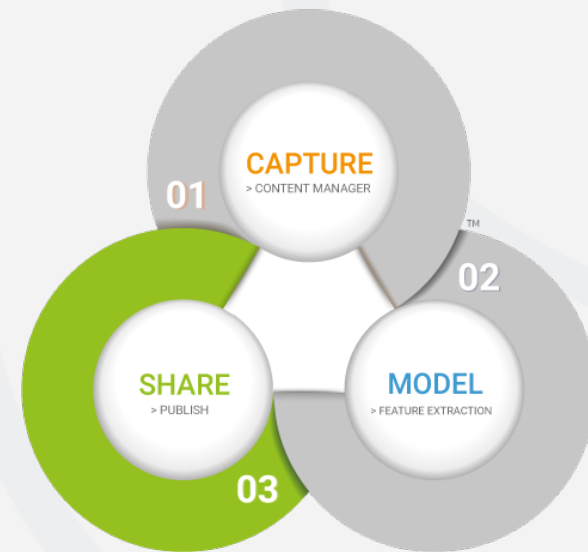 CAPTURE
> CONTENT MANAGER
01
TM
02
SHARE
> PUBLISH
MODEL
> FEATURE EXTRACTION
03